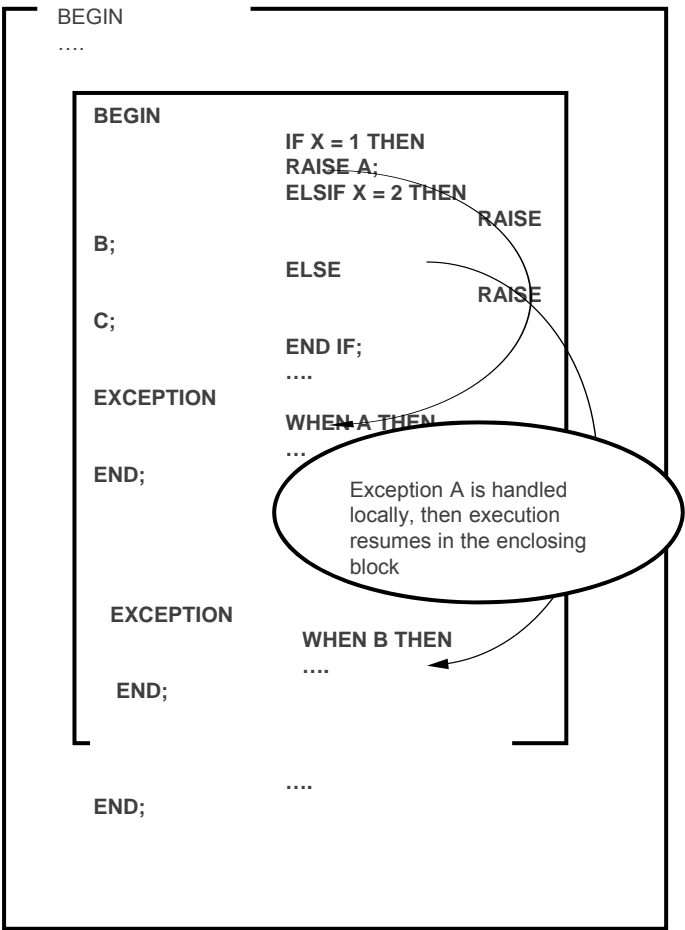 BEGIN
….
BEGIN
IF X = 1 THEN
RAISE A;
ELSIF X = 2 THEN
RAISE
B;
ELSE
RAISE
C;
END IF;
….
EXCEPTION
WHEN A THEN
…
END;
Exception A is handled
locally, then execution
resumes in the enclosing
block
EXCEPTION
WHEN B THEN
….
END;
….
END;